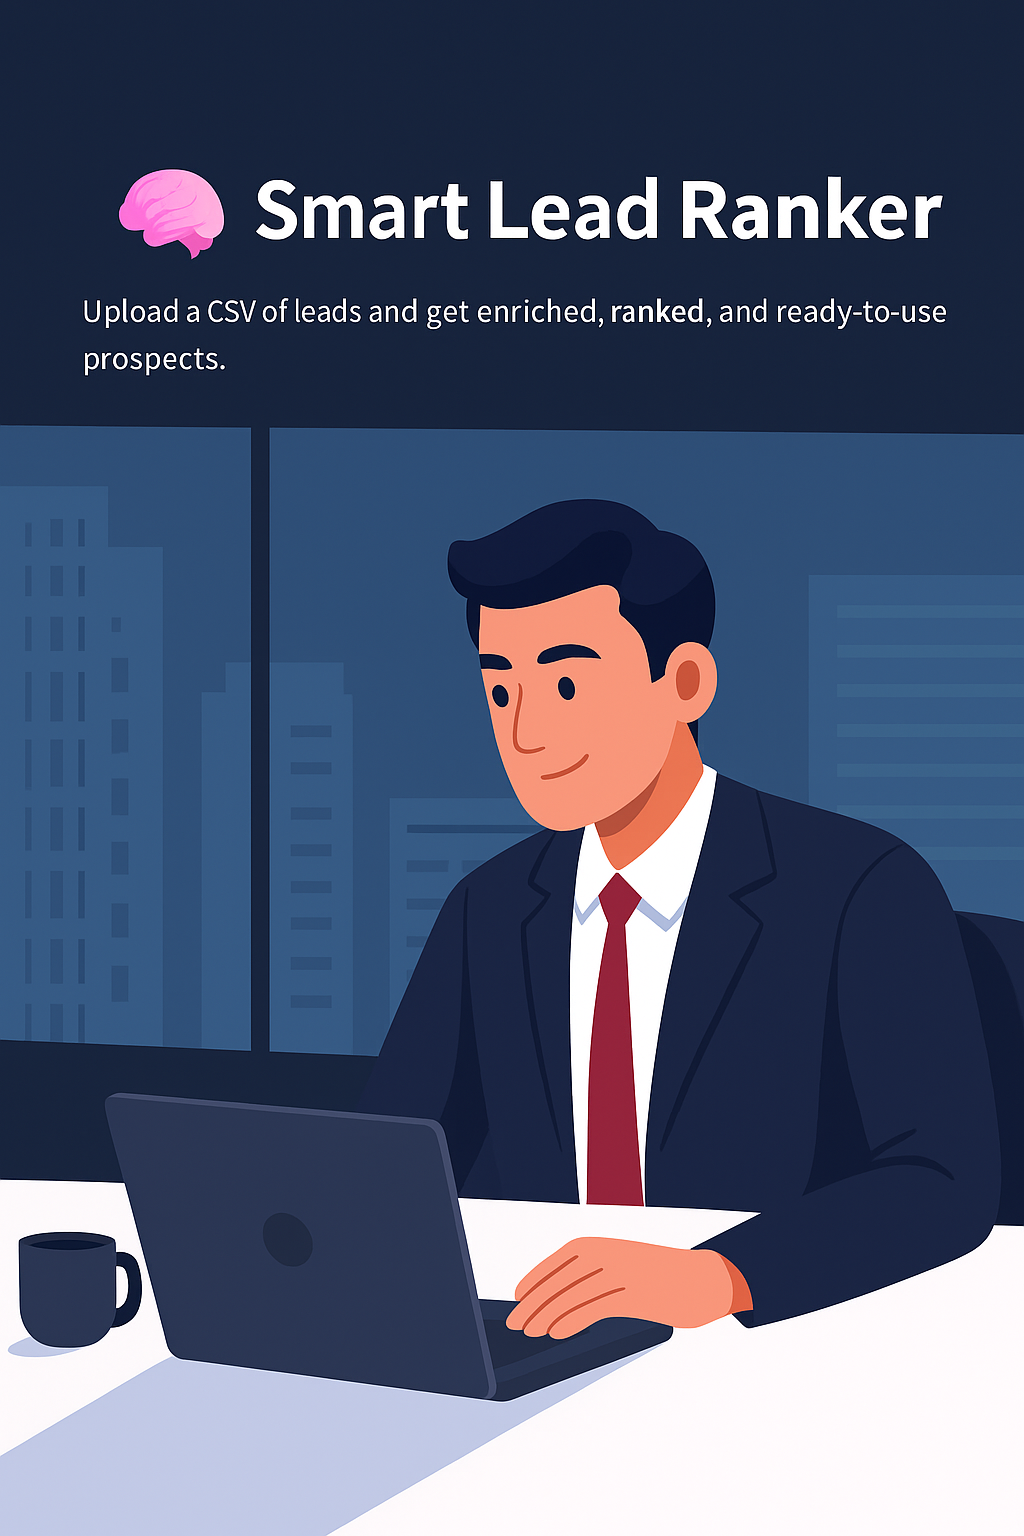 Smart Lead Ranker
Upload a CSV of leads and get enriched, ranked, and ready-to-use
prospects.